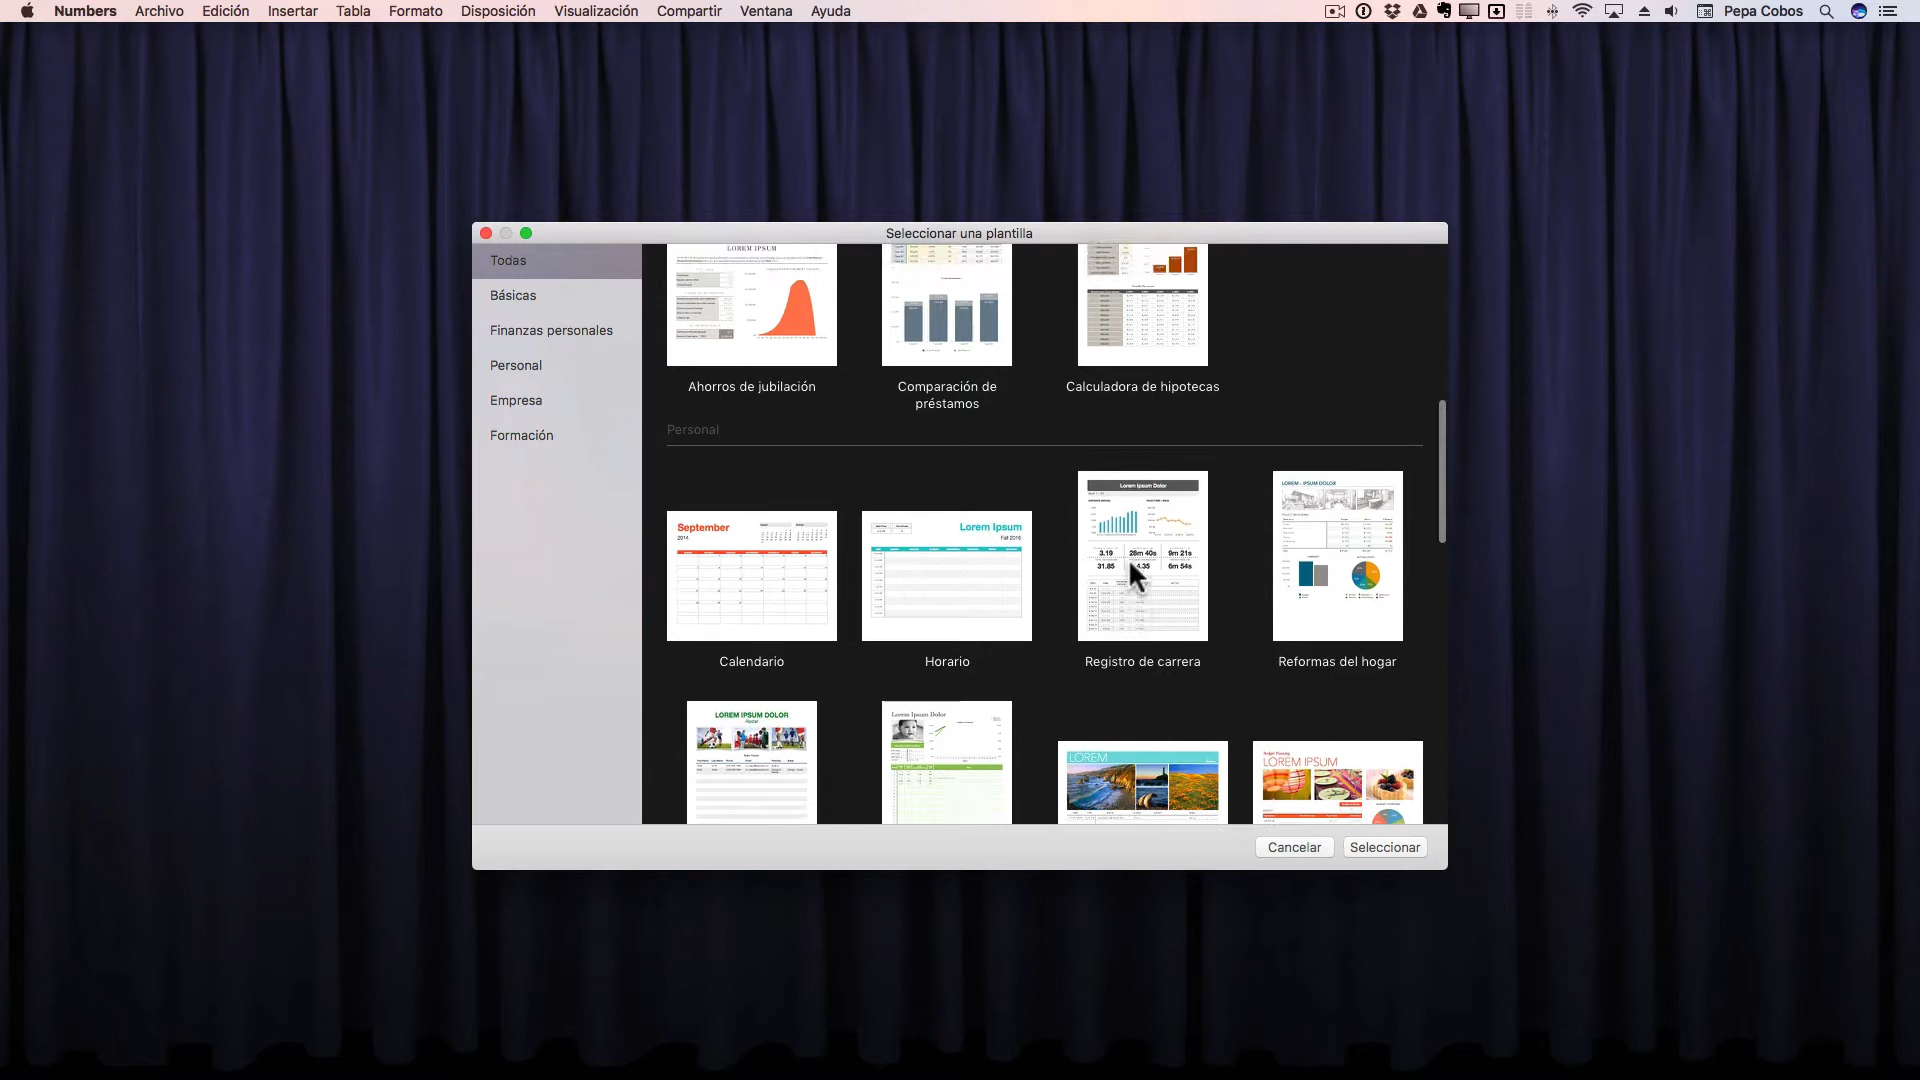 Numbers Archivo Edición Insertar Tabla Formato Disposición Visualización Compartir Ventana Ayuda Pepa Cobos
Seleccionar una plantilla
Todas
Básicas
Finanzas personales
Personal
Empresa
Formación
LOREM IPSUM
Ahorros de jubilación
Comparación de
préstamos
Calculadora de hipotecas
Personal
September
2014
Lorem Ipsum
Fall 2016
Lorem Ipsum Dolor
3.19 28m 40s 9m 21s
31.85 4.35 6m 54s
LOREM - IPSUM DOLOR
Calendario
Horario
Registro de carrera
Reformas del hogar
LOREM IPSUM DOLOR
Roster
Lorem Ipsum Dolor
LOREM
Budget Planning
LOREM IPSUM
Cancelar
Seleccionar